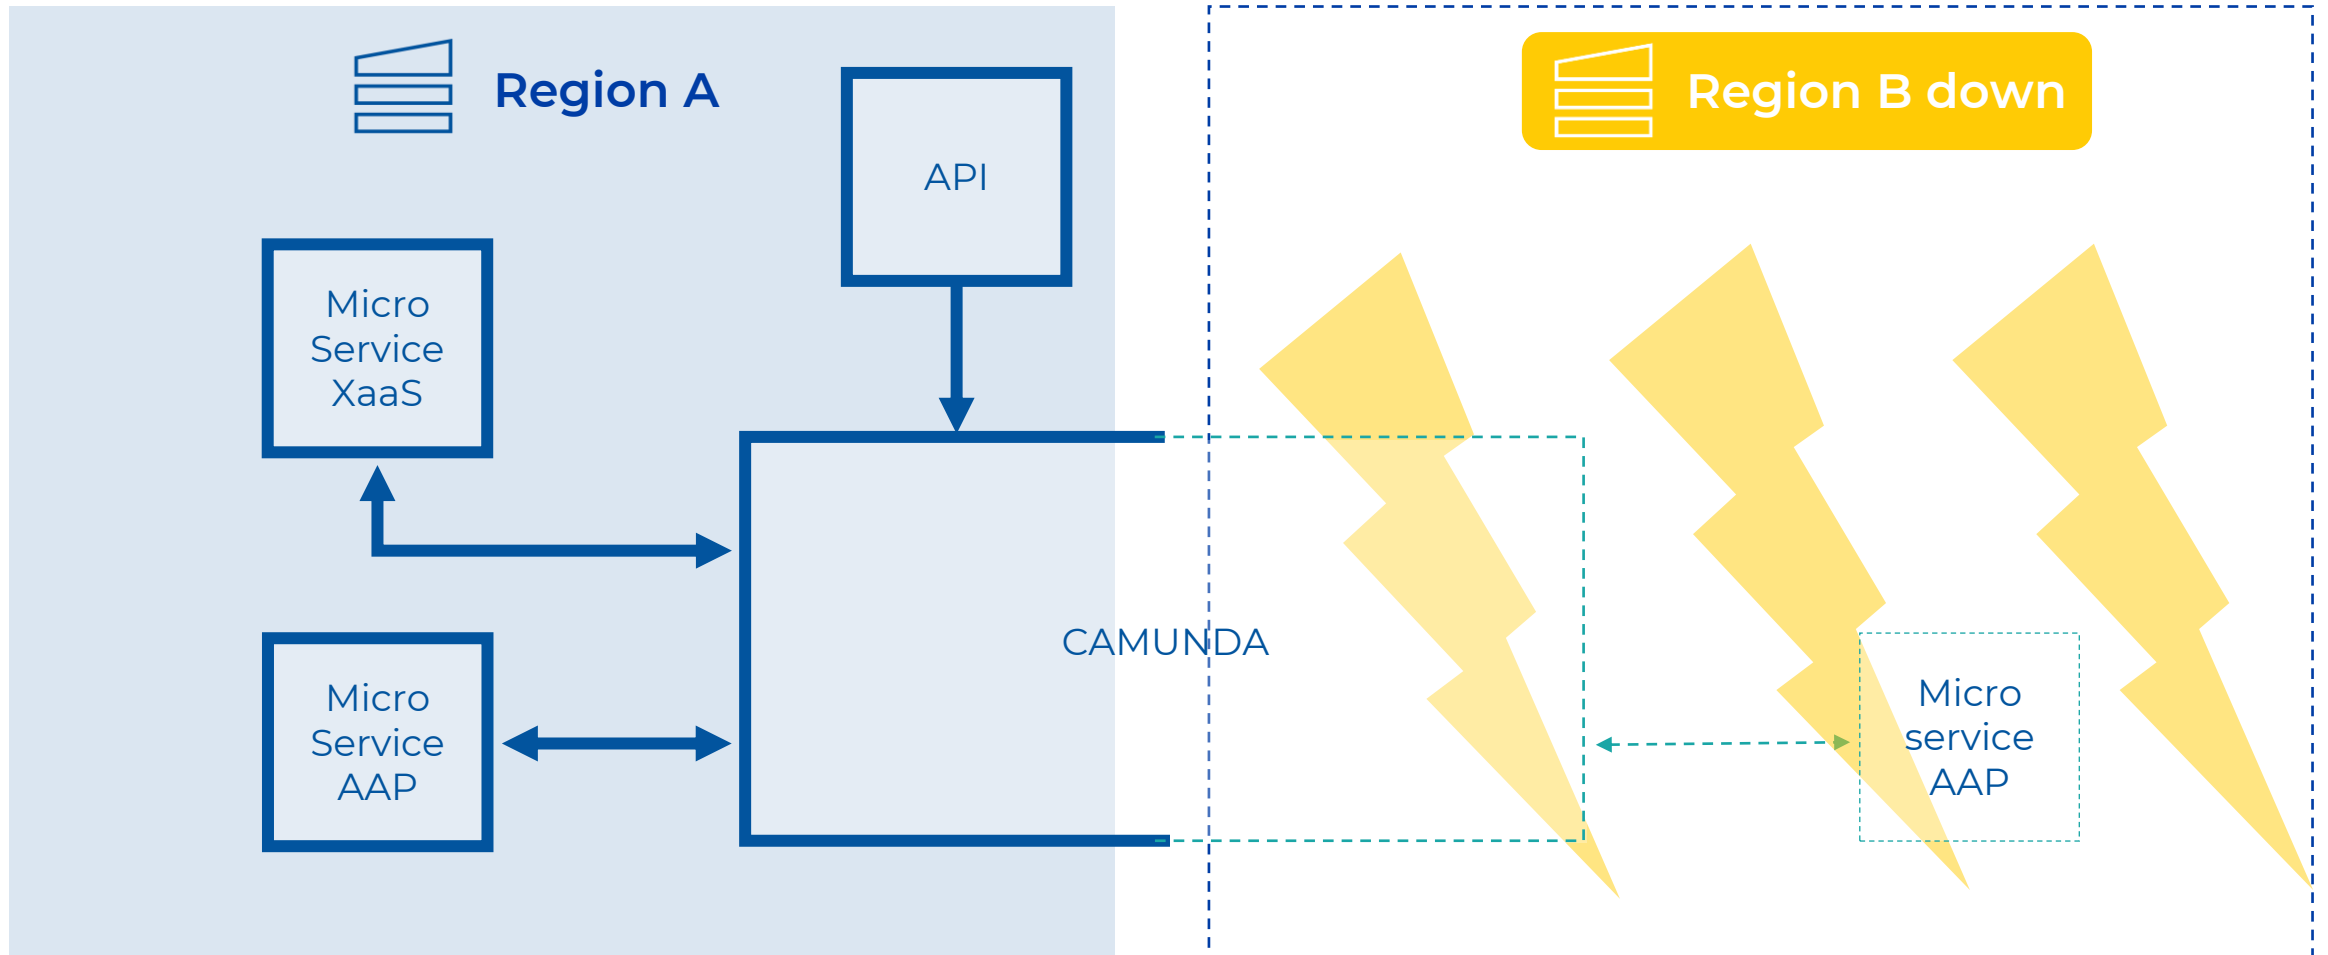 Region A
API
Region B down
Micro
Service
XaaS
CAMUNDA
Micro
Service
AAP
Micro
service
AAP